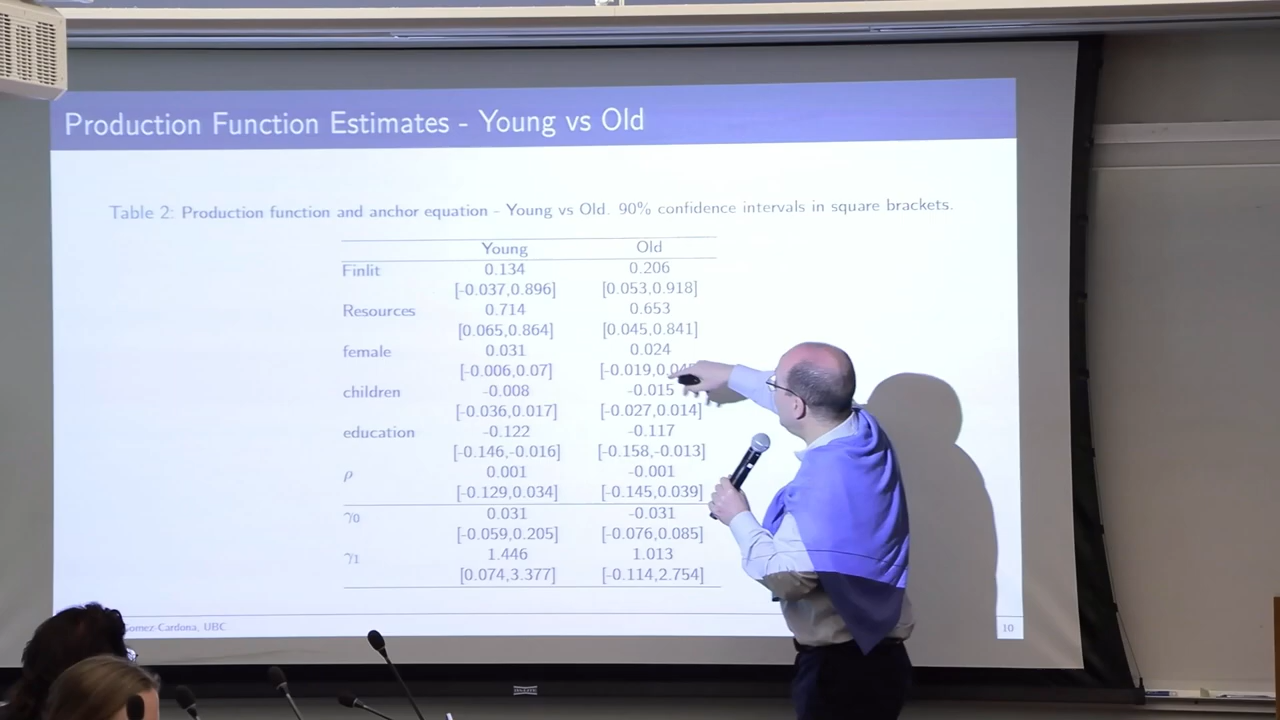 Production Function Estimates - Young vs Old
Table 2: Production function and anchor equation - Young vs Old. 90% confidence intervals in square brackets.
Young Old
Finlit 0.134 0.206
[-0.037,0.896] [0.053,0.918]
Resources 0.714 0.653
[0.065,0.864] [0.045,0.841]
female 0.031 0.024
[-0.006,0.07] [-0.019,0.04
children -0.008 -0.015
[-0.036,0.017] [-0.027,0.014]
education -0.122 -0.117
[-0.146,-0.016] [-0.158,-0.013]
ρ 0.001 -0.001
[-0.129,0.034] [-0.145,0.039]
γ0 0.031 -0.031
[-0.059,0.205] [-0.076,0.085]
γ1 1.446 1.013
[0.074,3.377] [-0.114,2.754]
Gomez-Cardona, UBC 10